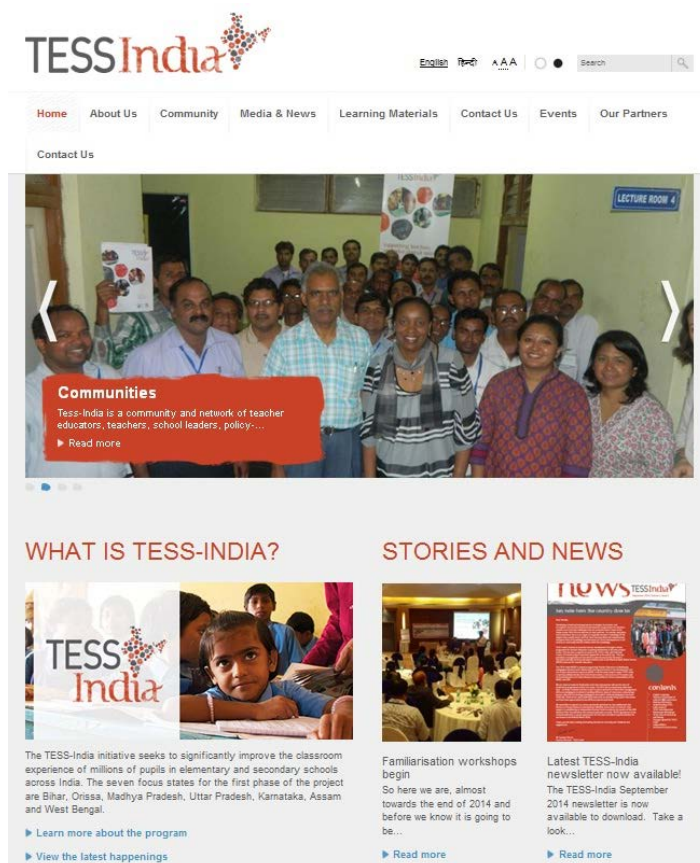 TESSIndia
English हिन्दी A A A Search
Home About Us Community Media & News Learning Materials Contact Us Events Our Partners
Contact Us
TESSIndia
LECTURE ROOM 4
TESS
India
Communities
Tess-India is a community and network of teacher
educators, teachers, school leaders, policy-...
Read more
WHAT IS TESS-INDIA?
TESS
India
The TESS-India initiative seeks to significantly improve the classroom
experience of millions of pupils in elementary and secondary schools
across India. The seven focus states for the first phase of the project
are Bihar, Orissa, Madhya Pradesh, Uttar Pradesh, Karnataka, Assam
and West Bengal.
Learn more about the program
View the latest happenings
STORIES AND NEWS
Familiarisation workshops
begin
So here we are, almost
towards the end of 2014 and
before we know it is going to
be...
Read more
news TESSIndia
contents
Latest TESS-India
newsletter now available!
The TESS-India September
2014 newsletter is now
available to download. Take a
look...
Read more